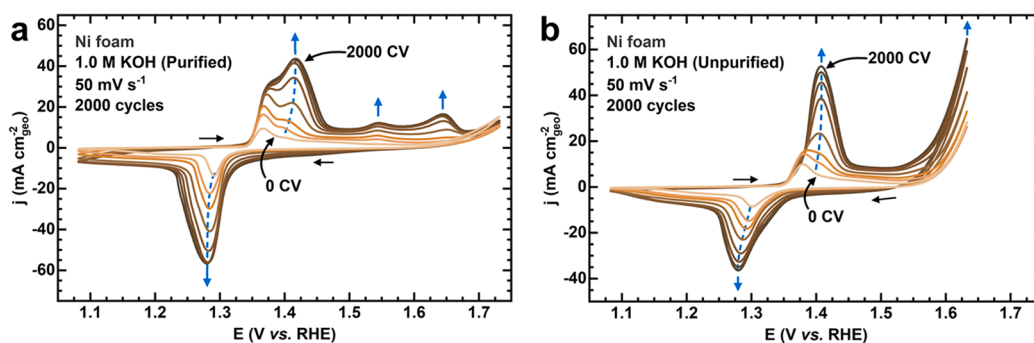 a
Ni foam
1.0 M KOH (Purified)
50 mV s⁻¹
2000 cycles
2000 CV
0 CV
60
40
20
0
-20
-40
-60
j (mA cm⁻²geo)
1.1 1.2 1.3 1.4 1.5 1.6 1.7
E (V vs. RHE)
b
Ni foam
1.0 M KOH (Unpurified)
50 mV s⁻¹
2000 cycles
2000 CV
0 CV
60
40
20
0
-20
-40
j (mA cm⁻²geo)
1.1 1.2 1.3 1.4 1.5 1.6 1.7
E (V vs. RHE)